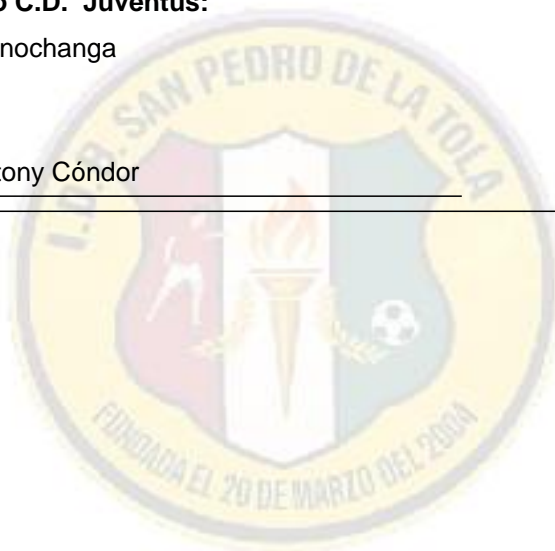 o C.D. Juventus:
nochanga
tony Cóndor
L.D.B. SAN PEDRO DE LA TOLA
FUNDADA EL 20 DE MARZO DEL 2004